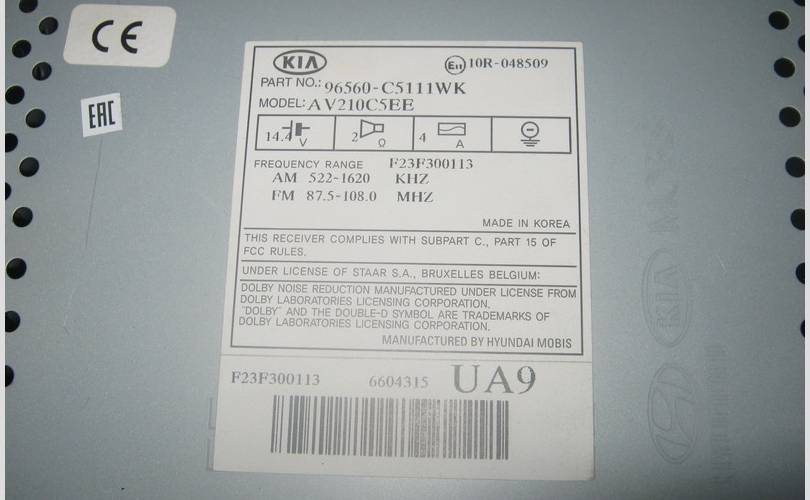 CE
EAC
KIA
E11 10R-048509
PART NO.: 96560-C5111WK
MODEL: AV210C5EE
14.4 V 2 Ω 4 A
FREQUENCY RANGE F23F300113
AM 522-1620 KHZ
FM 87.5-108.0 MHZ
MADE IN KOREA
THIS RECEIVER COMPLIES WITH SUBPART C., PART 15 OF
FCC RULES.
UNDER LICENSE OF STAAR S.A., BRUXELLES BELGIUM:
DOLBY NOISE REDUCTION MANUFACTURED UNDER LICENSE FROM
DOLBY LABORATORIES LICENSING CORPORATION.
"DOLBY" AND THE DOUBLE-D SYMBOL ARE TRADEMARKS OF
DOLBY LABORATORIES LICENSING CORPORATION.
MANUFACTURED BY HYUNDAI MOBIS
F23F300113 6604315 UA9
KIA